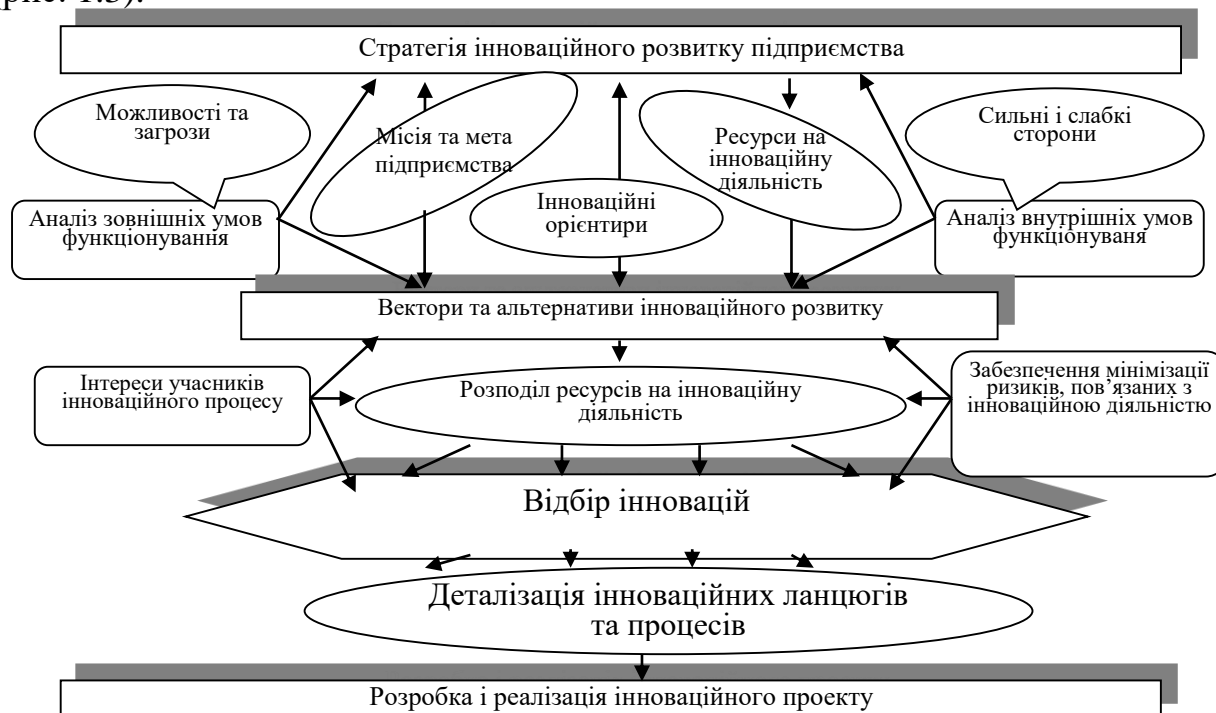 (рис. 1.3).
Стратегія інноваційного розвитку підприємства
Можливості та
загрози
Місія та мета
підприємства
Ресурси на
інноваційну
діяльність
Сильні і слабкі
сторони
Інноваційні
орієнтири
Аналіз зовнішніх умов
функціонування
Аналіз внутрішніх умов
функціонуваня
Вектори та альтернативи інноваційного розвитку
Інтереси учасників
інноваційного процесу
Розподіл ресурсів на інноваційну
діяльність
Забезпечення мінімізації
ризиків, пов’язаних з
інноваційною діяльністю
Відбір інновацій
Деталізація інноваційних ланцюгів
та процесів
Розробка і реалізація інноваційного проекту